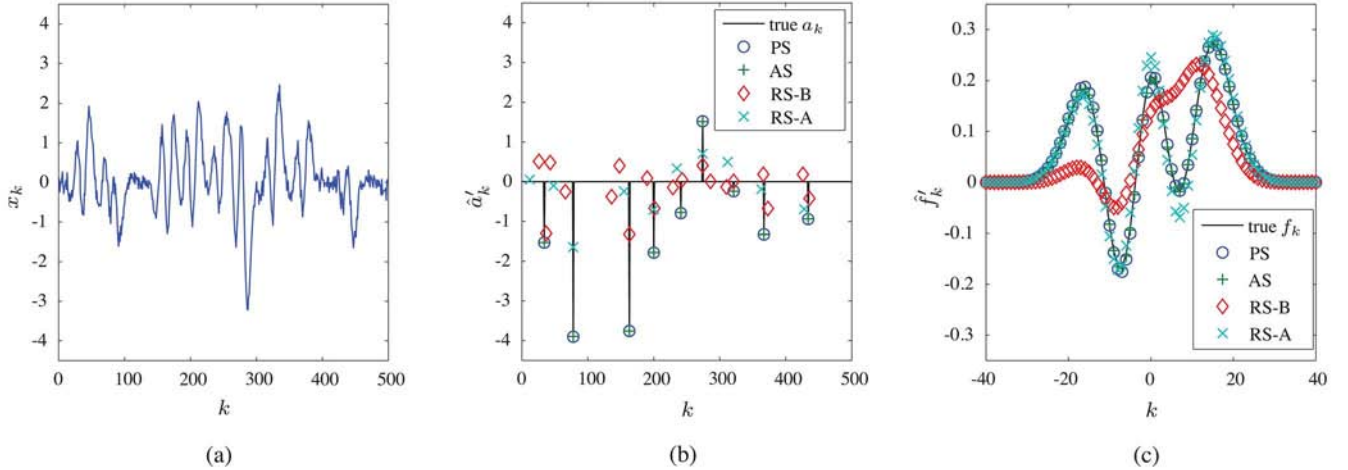 4
3
2
1
0
-1
-2
-3
-4
x_k
0 100 200 300 400 500
k
(a)
4
3
2
1
0
-1
-2
-3
-4
â′_k
true a_k
PS
AS
RS-B
RS-A
0 100 200 300 400 500
k
(b)
0.3
0.2
0.1
0
-0.1
-0.2
-0.3
f̂′_k
true f_k
PS
AS
RS-B
RS-A
-40 -20 0 20 40
k
(c)